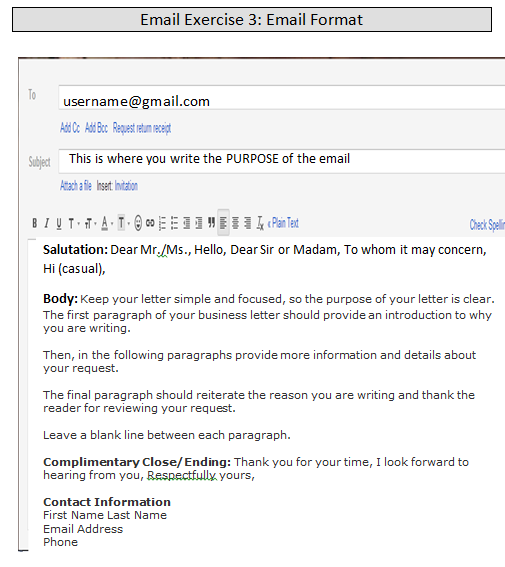 Email Exercise 3: Email Format
To
username@gmail.com
Add Cc Add Bcc Request return receipt
Subject
This is where you write the PURPOSE of the email
Attach a file Insert: Invitation
B I U T T A T « Plain Text Check Spellin
Salutation: Dear Mr./Ms., Hello, Dear Sir or Madam, To whom it may concern,
Hi (casual),
Body: Keep your letter simple and focused, so the purpose of your letter is clear.
The first paragraph of your business letter should provide an introduction to why
you are writing.
Then, in the following paragraphs provide more information and details about
your request.
The final paragraph should reiterate the reason you are writing and thank the
reader for reviewing your request.
Leave a blank line between each paragraph.
Complimentary Close/Ending: Thank you for your time, I look forward to
hearing from you, Respectfully yours,
Contact Information
First Name Last Name
Email Address
Phone